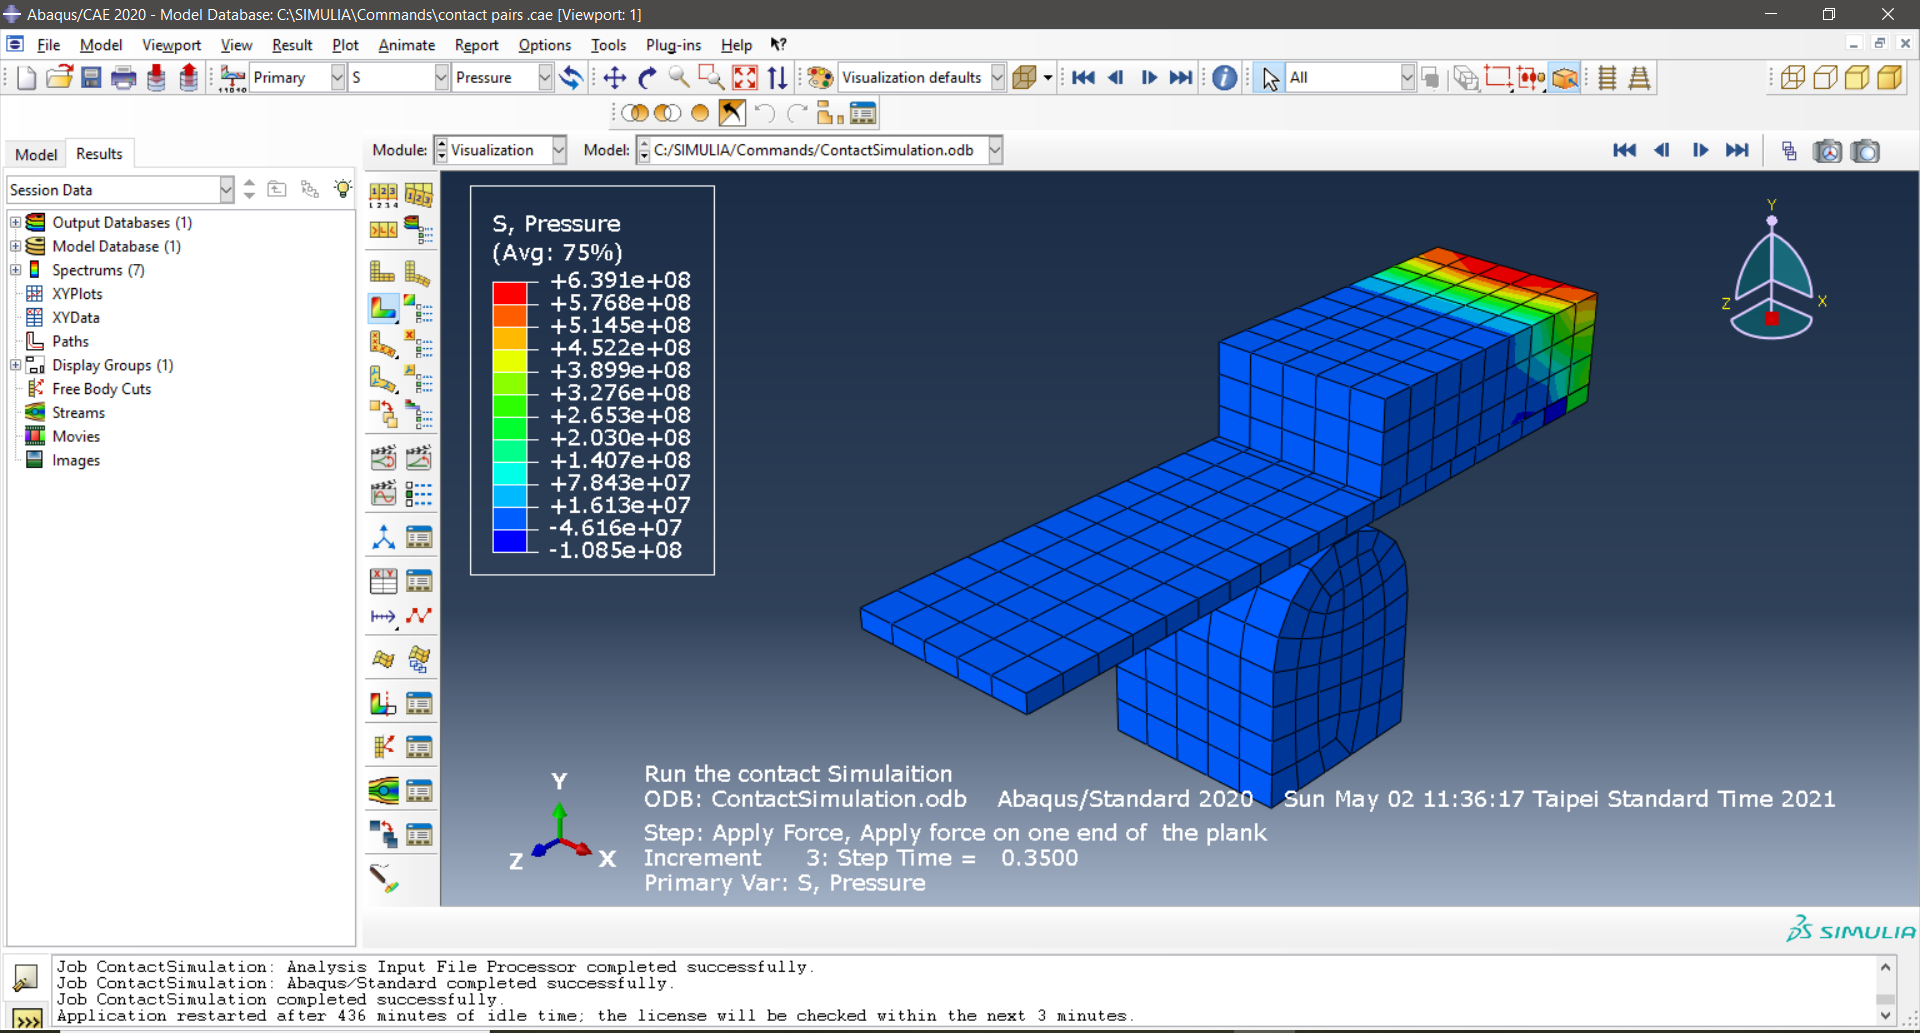 Abaqus/CAE 2020 - Model Database: C:\SIMULIA\Commands\contact pairs .cae [Viewport: 1]
File Model Viewport View Result Plot Animate Report Options Tools Plug-ins Help
Primary S Pressure Visualization defaults All
Model Results
Module: Visualization Model: C:/SIMULIA/Commands/ContactSimulation.odb
Session Data
Output Databases (1)
Model Database (1)
Spectrums (7)
XYPlots
XYData
Paths
Display Groups (1)
Free Body Cuts
Streams
Movies
Images
S, Pressure
(Avg: 75%)
+6.391e+08
+5.768e+08
+5.145e+08
+4.522e+08
+3.899e+08
+3.276e+08
+2.653e+08
+2.030e+08
+1.407e+08
+7.843e+07
+1.613e+07
-4.616e+07
-1.085e+08
Y
Z X
Y
Z X
Run the contact Simulaition
ODB: ContactSimulation.odb Abaqus/Standard 2020 Sun May 02 11:36:17 Taipei Standard Time 2021
Step: Apply Force, Apply force on one end of the plank
Increment 3: Step Time = 0.3500
Primary Var: S, Pressure
SIMULIA
Job ContactSimulation: Analysis Input File Processor completed successfully.
Job ContactSimulation: Abaqus/Standard completed successfully.
Job ContactSimulation completed successfully.
Application restarted after 436 minutes of idle time; the license will be checked within the next 3 minutes.